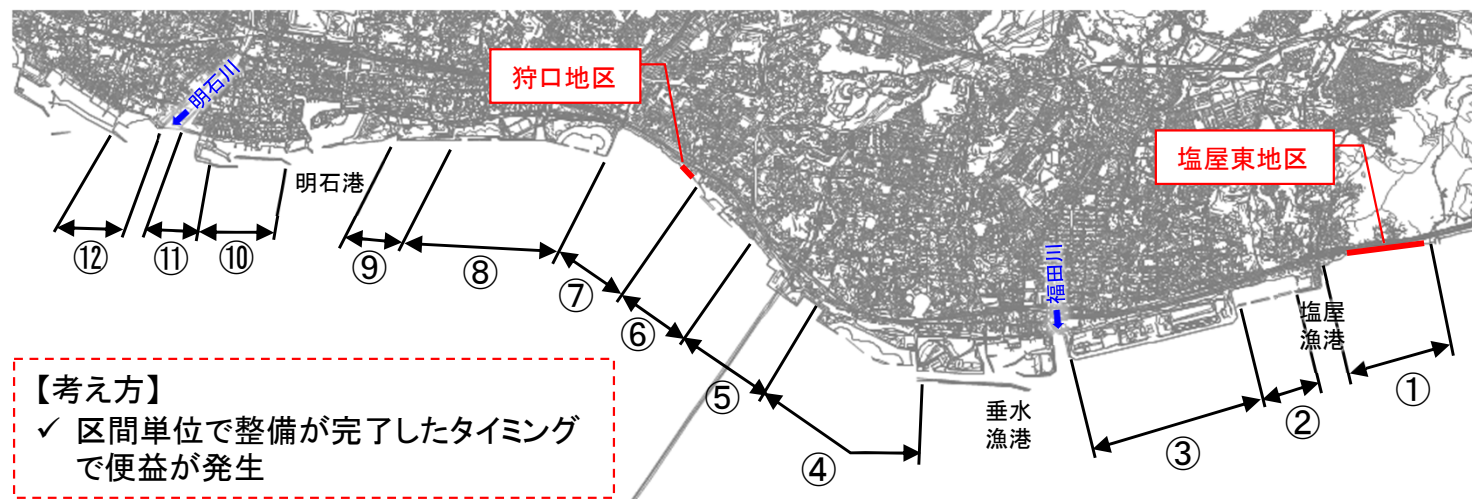 狩口地区
塩屋東地区
明石川
福田川
明石港
塩屋
漁港
垂水
漁港
⑫
⑪
⑩
⑨
⑧
⑦
⑥
⑤
④
③
②
①
【考え方】
✓ 区間単位で整備が完了したタイミング
で便益が発生